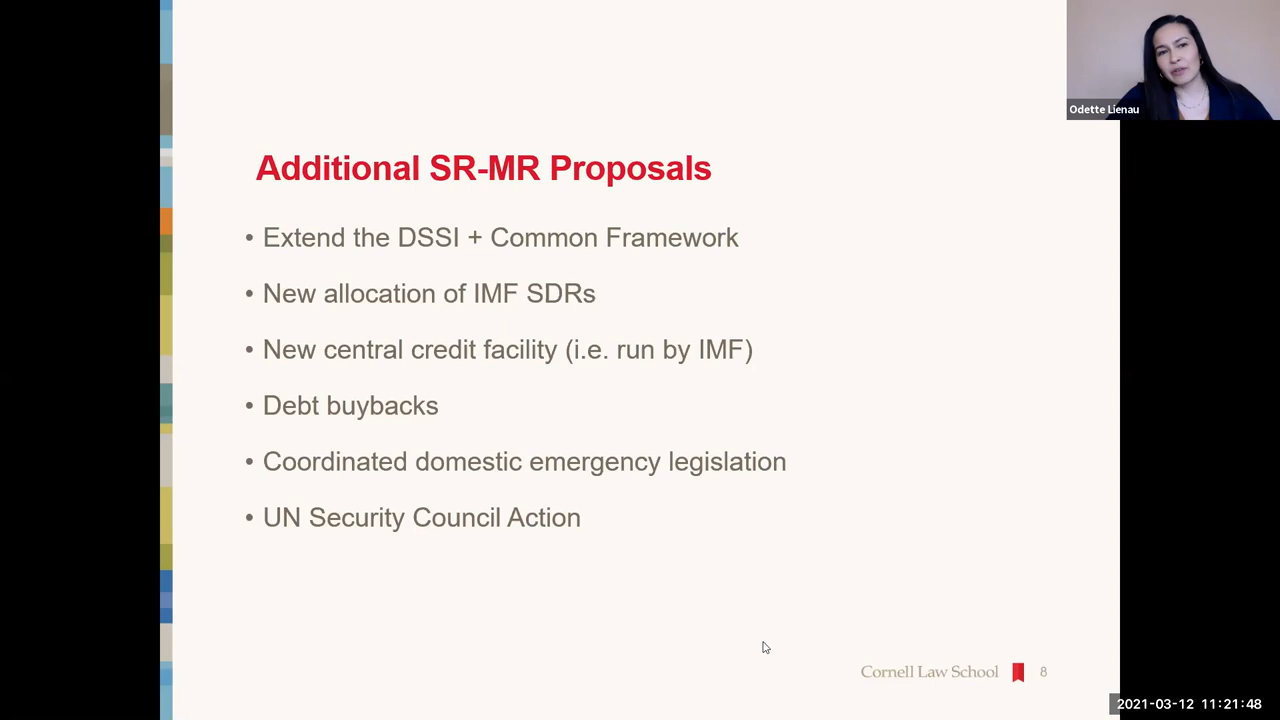 Odette Lienau
Additional SR-MR Proposals
• Extend the DSSI + Common Framework
• New allocation of IMF SDRs
• New central credit facility (i.e. run by IMF)
• Debt buybacks
• Coordinated domestic emergency legislation
• UN Security Council Action
Cornell Law School 8
2021-03-12 11:21:48